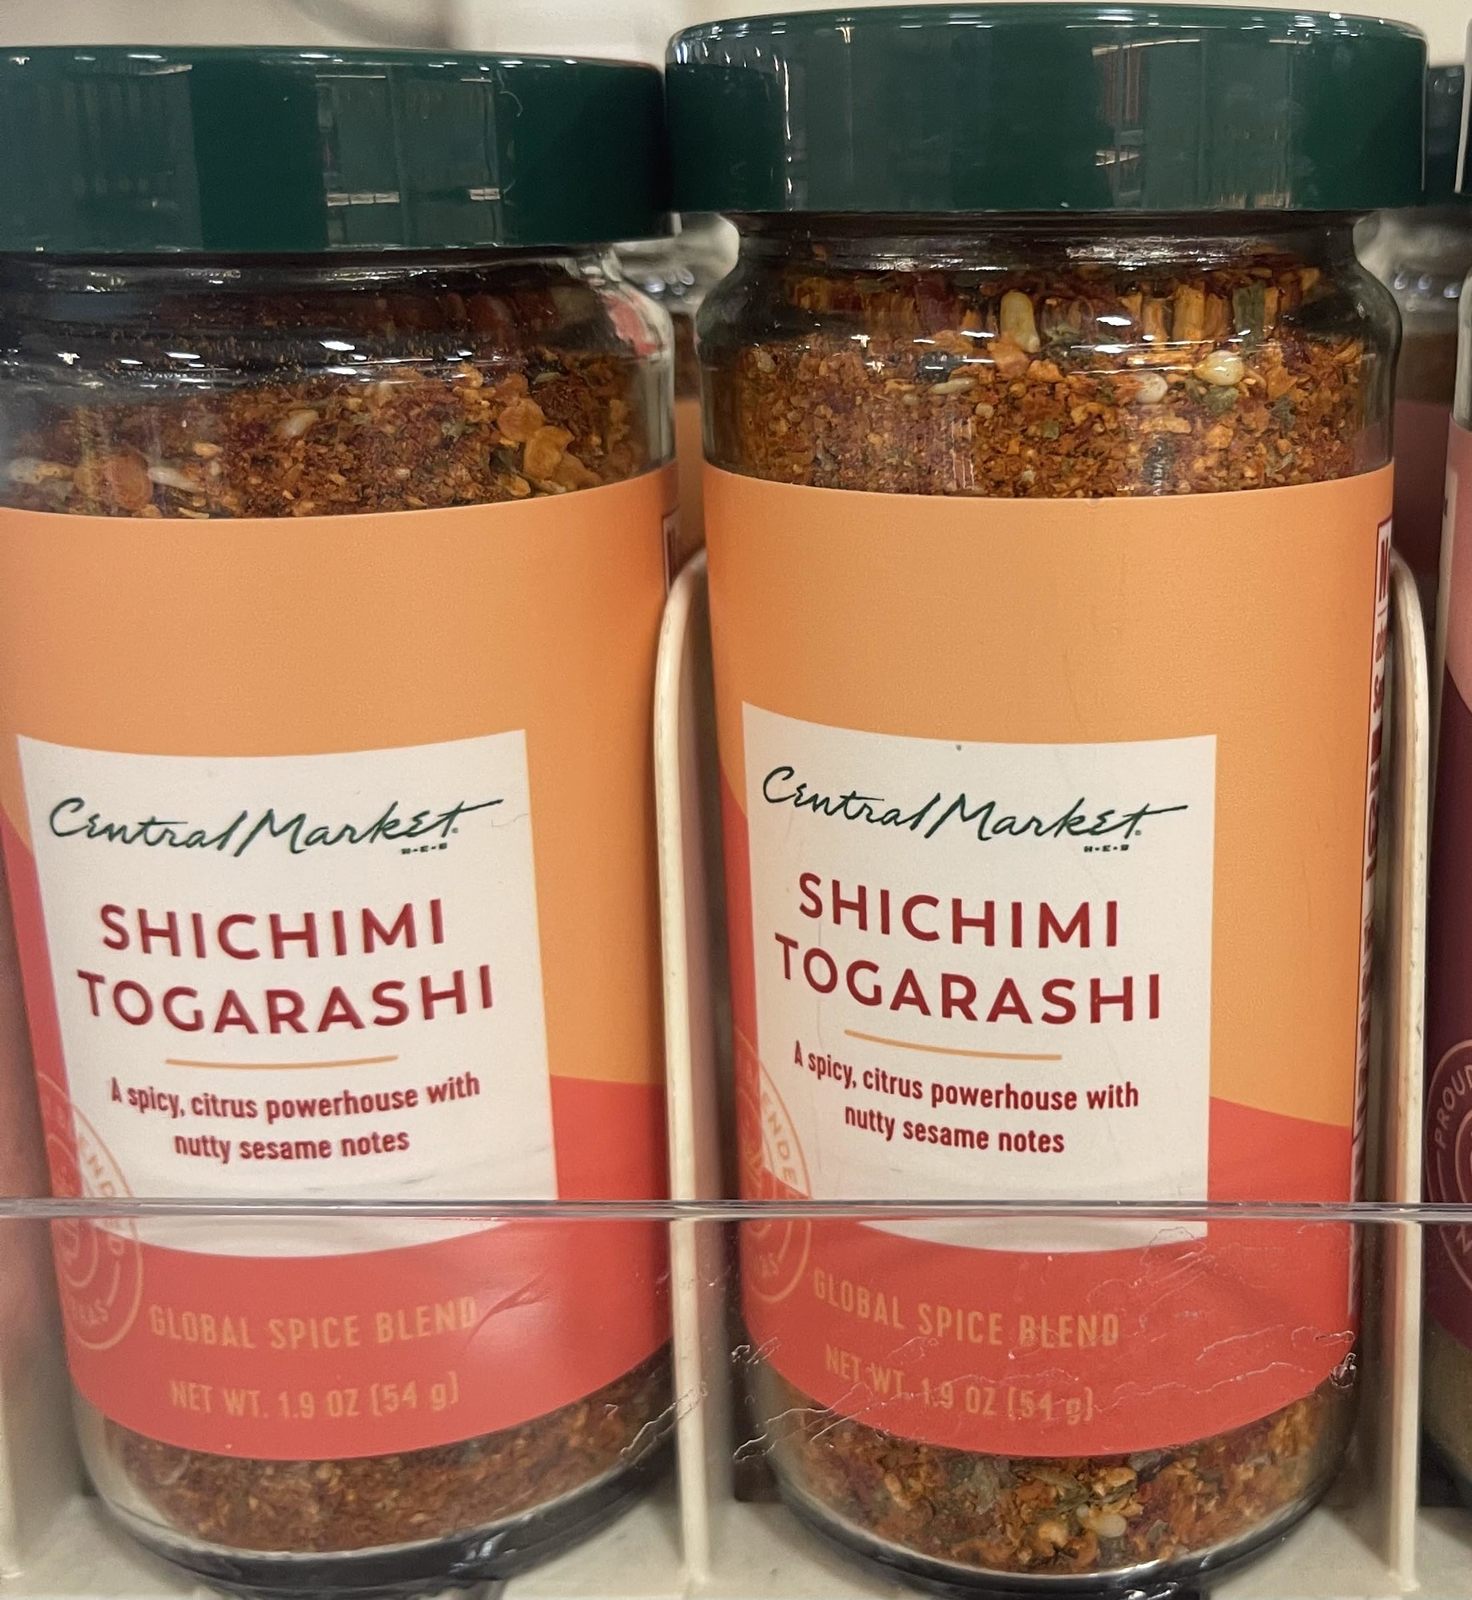 Central Market
H-E-B
SHICHIMI
TOGARASHI
A spicy, citrus powerhouse with
nutty sesame notes
GLOBAL SPICE BLEND
NET WT. 1.9 OZ (54 g)
Central Market
H-E-B
SHICHIMI
TOGARASHI
A spicy, citrus powerhouse with
nutty sesame notes
GLOBAL SPICE BLEND
NET WT. 1.9 OZ (54 g)